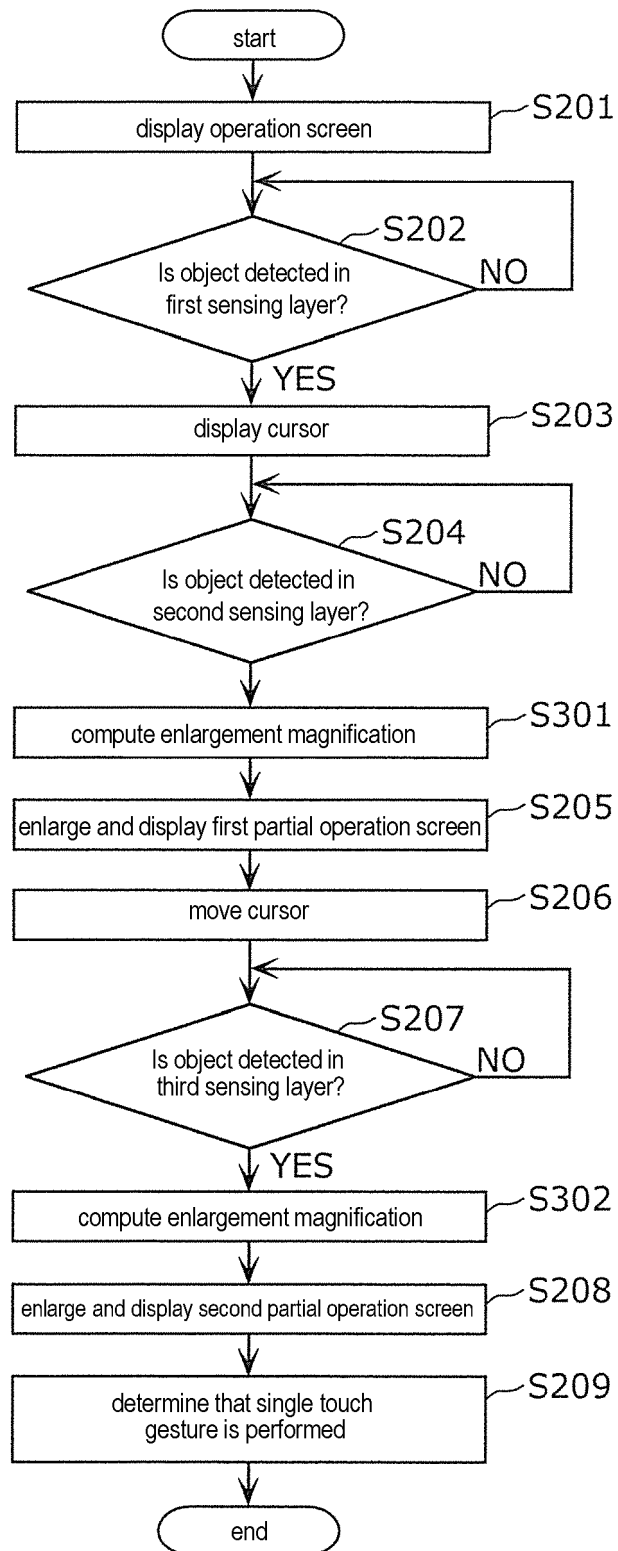 start
display operation screen
S201
S202
Is object detected in
first sensing layer?
NO
YES
display cursor
S203
S204
Is object detected in
second sensing layer?
NO
compute enlargement magnification
S301
enlarge and display first partial operation screen
S205
move cursor
S206
S207
Is object detected in
third sensing layer?
NO
YES
compute enlargement magnification
S302
enlarge and display second partial operation screen
S208
determine that single touch
gesture is performed
S209
end